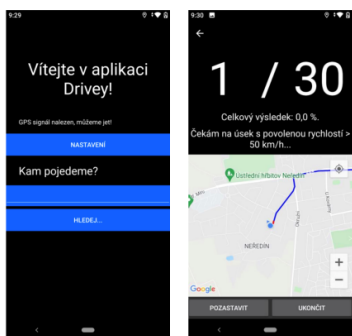 9:29
Vítejte v aplikaci
Drivey!
GPS signál nalezen, můžeme jet!
NASTAVENÍ
Kam pojedeme?
HLEDEJ...
9:30
1 / 30
Celkový výsledek: 0,0 %.
Čekám na úsek s povolenou rychlostí >
50 km/h...
Ústřední hřbitov Neředín
NEŘEDÍN
Google
POZASTAVIT
UKONČIT